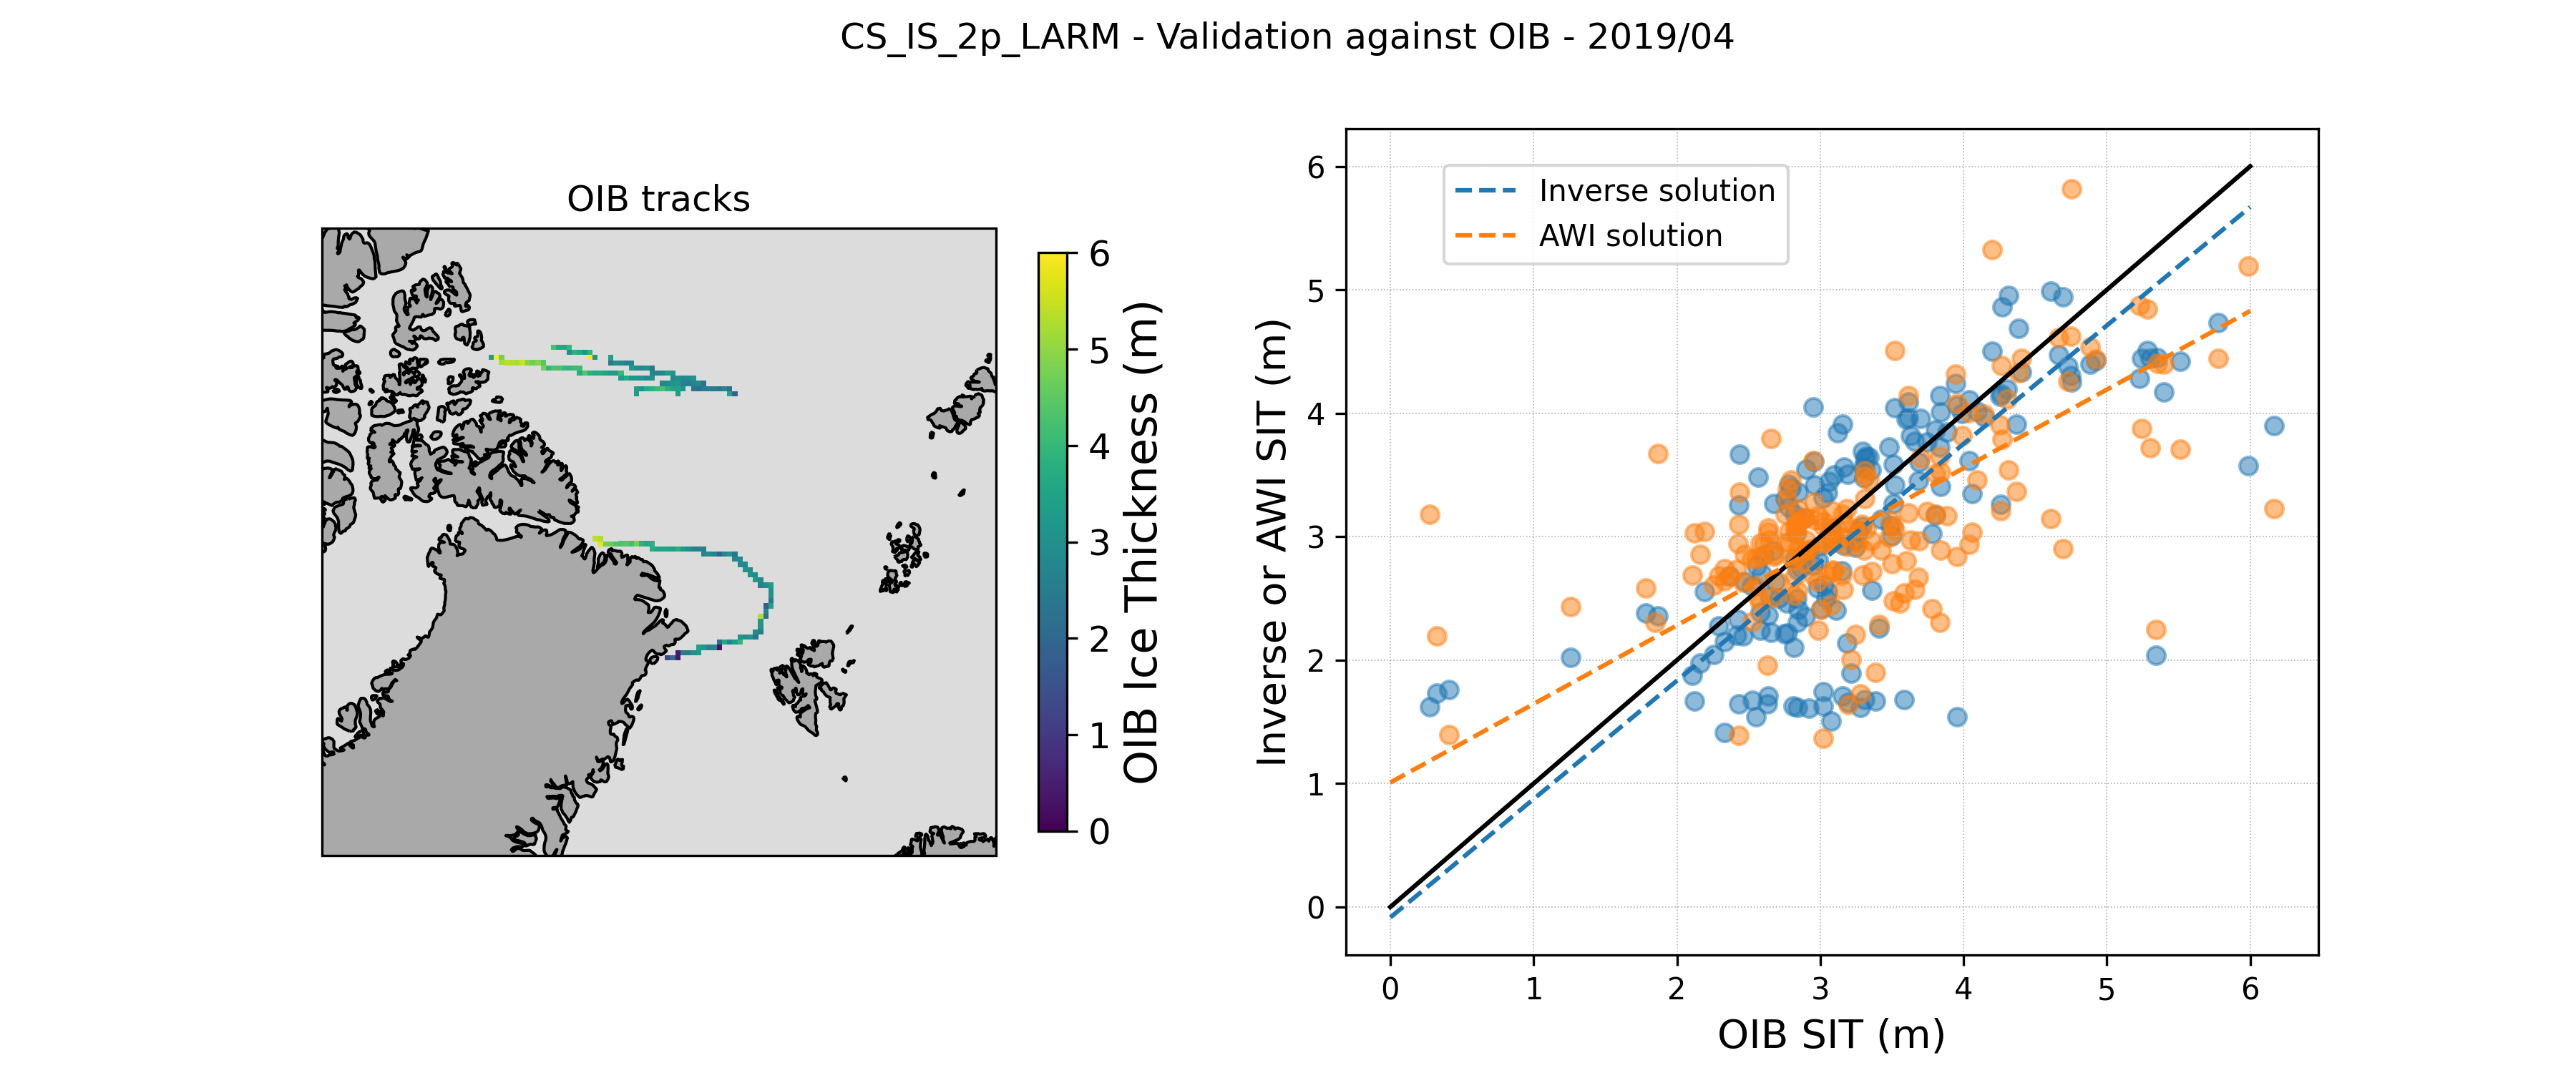 CS_IS_2p_LARM - Validation against OIB - 2019/04
OIB tracks
6
5
4
3
2
1
0
OIB Ice Thickness (m)
Inverse solution
AWI solution
6
5
4
3
2
1
0
Inverse or AWI SIT (m)
0 1 2 3 4 5 6
OIB SIT (m)